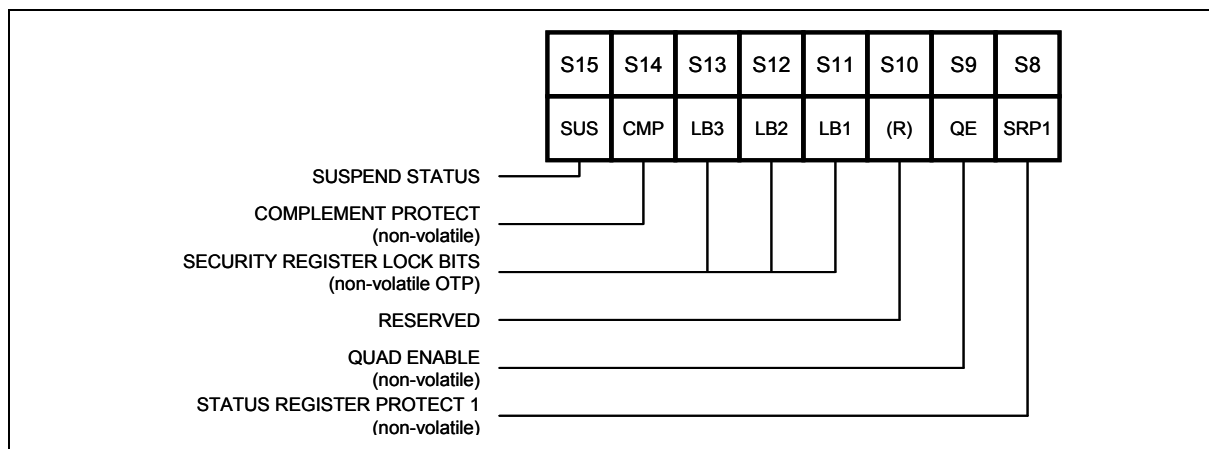 S15 S14 S13 S12 S11 S10 S9 S8
SUS CMP LB3 LB2 LB1 (R) QE SRP1
SUSPEND STATUS
COMPLEMENT PROTECT
(non-volatile)
SECURITY REGISTER LOCK BITS
(non-volatile OTP)
RESERVED
QUAD ENABLE
(non-volatile)
STATUS REGISTER PROTECT 1
(non-volatile)